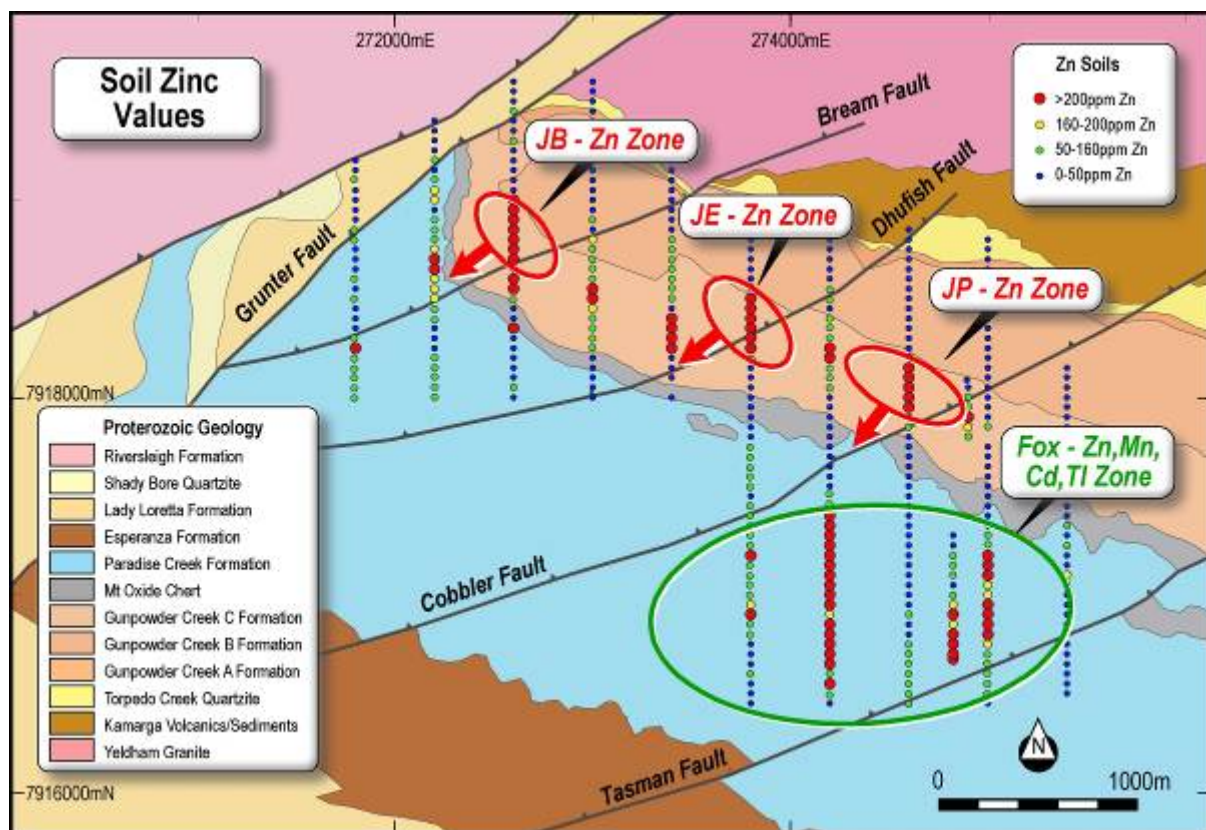 272000mE
274000mE
Soil Zinc
Values
Zn Soils
>200ppm Zn
160-200ppm Zn
50-160ppm Zn
0-50ppm Zn
JB - Zn Zone
Bream Fault
JE - Zn Zone
Dhufish Fault
Grunter Fault
JP - Zn Zone
7918000mN
Proterozoic Geology
Riversleigh Formation
Shady Bore Quartzite
Lady Loretta Formation
Esperanza Formation
Paradise Creek Formation
Mt Oxide Chert
Gunpowder Creek C Formation
Gunpowder Creek B Formation
Gunpowder Creek A Formation
Torpedo Creek Quartzite
Kamarga Volcanics/Sediments
Yeldham Granite
Fox - Zn,Mn,
Cd,Tl Zone
Cobbler Fault
Tasman Fault
N
0
1000m
7916000mN